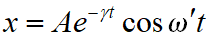 x = Ae^{-γt} cos ω′t